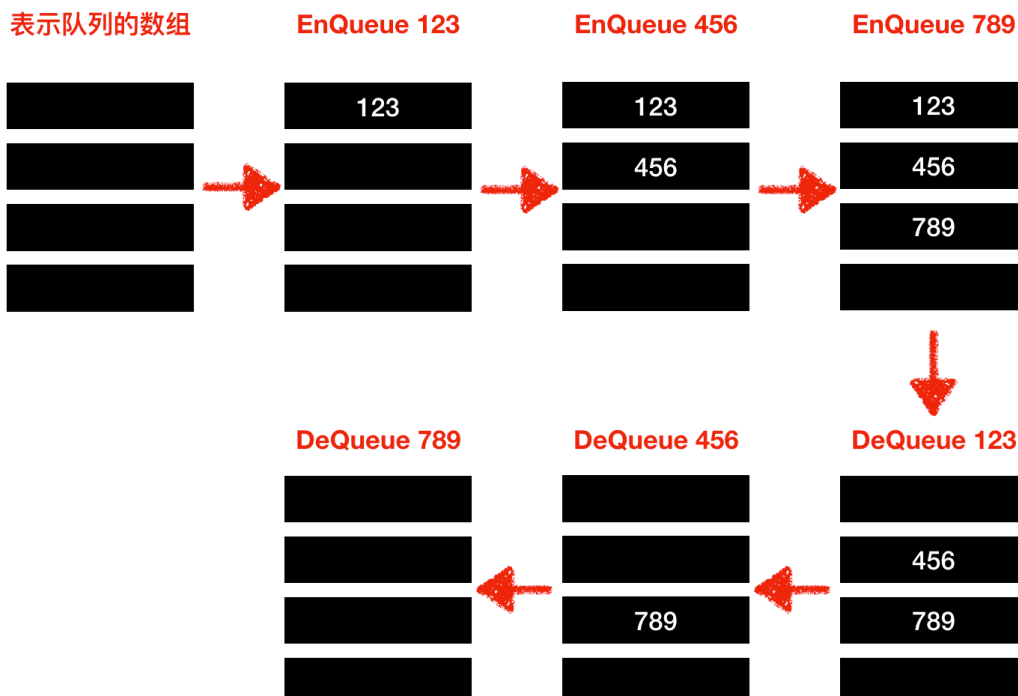 表示队列的数组
EnQueue 123
EnQueue 456
EnQueue 789
123
123
456
123
456
789
DeQueue 789
DeQueue 456
DeQueue 123
789
456
789